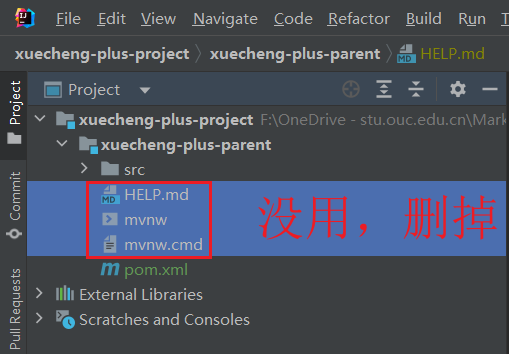 File Edit View Navigate Code Refactor Build Ru
xuecheng-plus-project 〉 xuecheng-plus-parent 〉 HELP.md
Project
Project
xuecheng-plus-project F:\OneDrive - stu.ouc.edu.cn\Mark
xuecheng-plus-parent
src
HELP.md
mvnw
mvnw.cmd
没用，删掉
pom.xml
External Libraries
Scratches and Consoles
Commit
Pull Requests